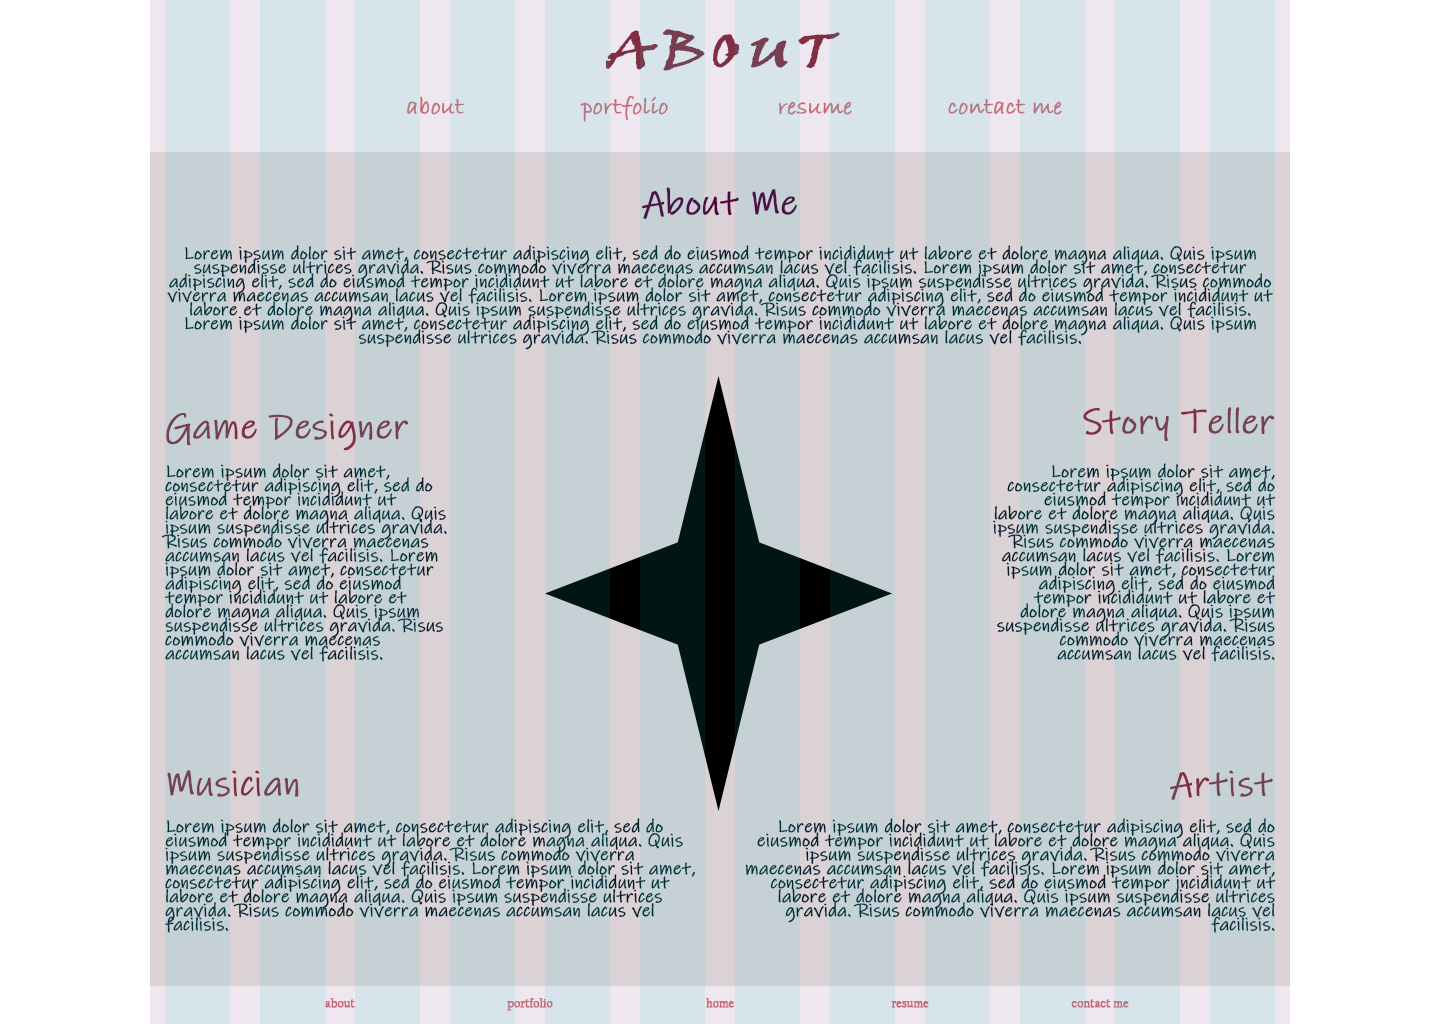 ABOUT
about portfolio resume contact me
About Me
Lorem ipsum dolor sit amet, consectetur adipiscing elit, sed do eiusmod tempor incididunt ut labore et dolore magna aliqua. Quis ipsum
suspendisse ultrices gravida. Risus commodo viverra maecenas accumsan lacus vel facilisis. Lorem ipsum dolor sit amet, consectetur
adipiscing elit, sed do eiusmod tempor incididunt ut labore et dolore magna aliqua. Quis ipsum suspendisse ultrices gravida. Risus commodo
viverra maecenas accumsan lacus vel facilisis. Lorem ipsum dolor sit amet, consectetur adipiscing elit, sed do eiusmod tempor incididunt ut
labore et dolore magna aliqua. Quis ipsum suspendisse ultrices gravida. Risus commodo viverra maecenas accumsan lacus vel facilisis.
Lorem ipsum dolor sit amet, consectetur adipiscing elit, sed do eiusmod tempor incididunt ut labore et dolore magna aliqua. Quis ipsum
suspendisse ultrices gravida. Risus commodo viverra maecenas accumsan lacus vel facilisis.
Game Designer
Lorem ipsum dolor sit amet,
consectetur adipiscing elit, sed do
eiusmod tempor incididunt ut
labore et dolore magna aliqua. Quis
ipsum suspendisse ultrices gravida.
Risus commodo viverra maecenas
accumsan lacus vel facilisis. Lorem
ipsum dolor sit amet, consectetur
adipiscing elit, sed do eiusmod
tempor incididunt ut labore et
dolore magna aliqua. Quis ipsum
suspendisse ultrices gravida. Risus
commodo viverra maecenas
accumsan lacus vel facilisis.
Story Teller
Lorem ipsum dolor sit amet,
consectetur adipiscing elit, sed do
eiusmod tempor incididunt ut
labore et dolore magna aliqua. Quis
ipsum suspendisse ultrices gravida.
Risus commodo viverra maecenas
accumsan lacus vel facilisis. Lorem
ipsum dolor sit amet, consectetur
adipiscing elit, sed do eiusmod
tempor incididunt ut labore et
dolore magna aliqua. Quis ipsum
suspendisse ultrices gravida. Risus
commodo viverra maecenas
accumsan lacus vel facilisis.
Musician
Lorem ipsum dolor sit amet, consectetur adipiscing elit, sed do
eiusmod tempor incididunt ut labore et dolore magna aliqua. Quis
ipsum suspendisse ultrices gravida. Risus commodo viverra
maecenas accumsan lacus vel facilisis. Lorem ipsum dolor sit amet,
consectetur adipiscing elit, sed do eiusmod tempor incididunt ut
labore et dolore magna aliqua. Quis ipsum suspendisse ultrices
gravida. Risus commodo viverra maecenas accumsan lacus vel
facilisis.
Artist
Lorem ipsum dolor sit amet, consectetur adipiscing elit, sed do
eiusmod tempor incididunt ut labore et dolore magna aliqua. Quis
ipsum suspendisse ultrices gravida. Risus commodo viverra
maecenas accumsan lacus vel facilisis. Lorem ipsum dolor sit amet,
consectetur adipiscing elit, sed do eiusmod tempor incididunt ut
labore et dolore magna aliqua. Quis ipsum suspendisse ultrices
gravida. Risus commodo viverra maecenas accumsan lacus vel
facilisis.
about portfolio home resume contact me